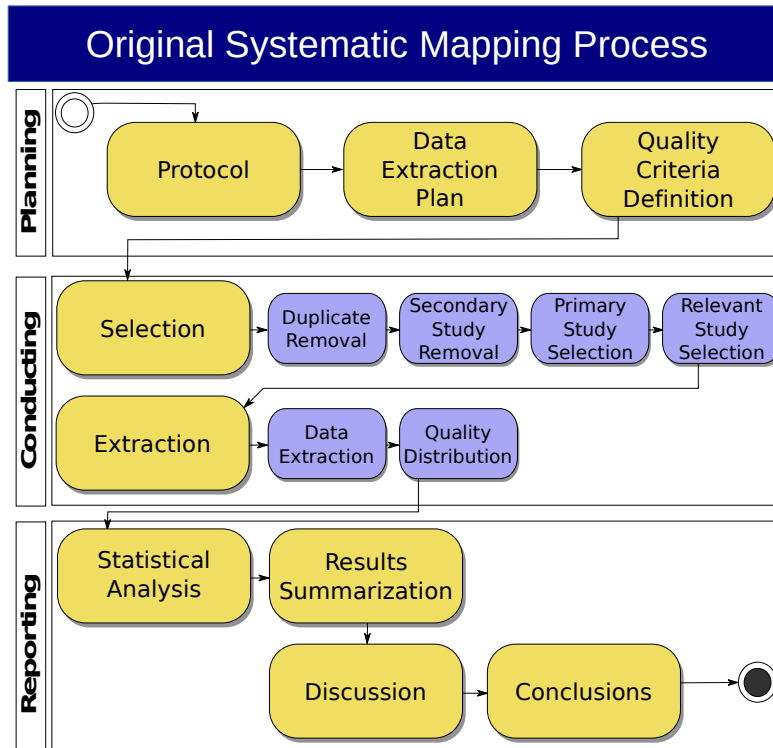 Original Systematic Mapping Process
Planning
Protocol
Data
Extraction
Plan
Quality
Criteria
Definition
Conducting
Selection
Duplicate
Removal
Secondary
Study
Removal
Primary
Study
Selection
Relevant
Study
Selection
Extraction
Data
Extraction
Quality
Distribution
Reporting
Statistical
Analysis
Results
Summarization
Discussion
Conclusions